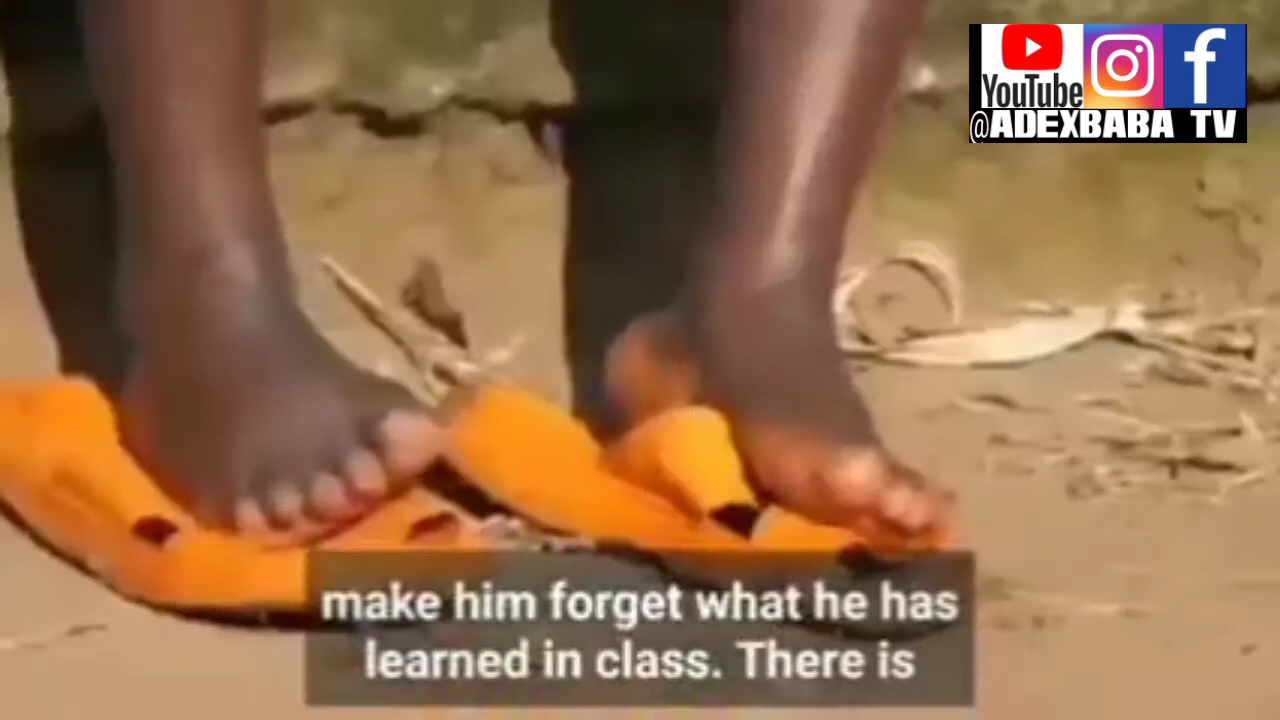 YouTube
@ADEXBABA TV
make him forget what he has
learned in class. There is